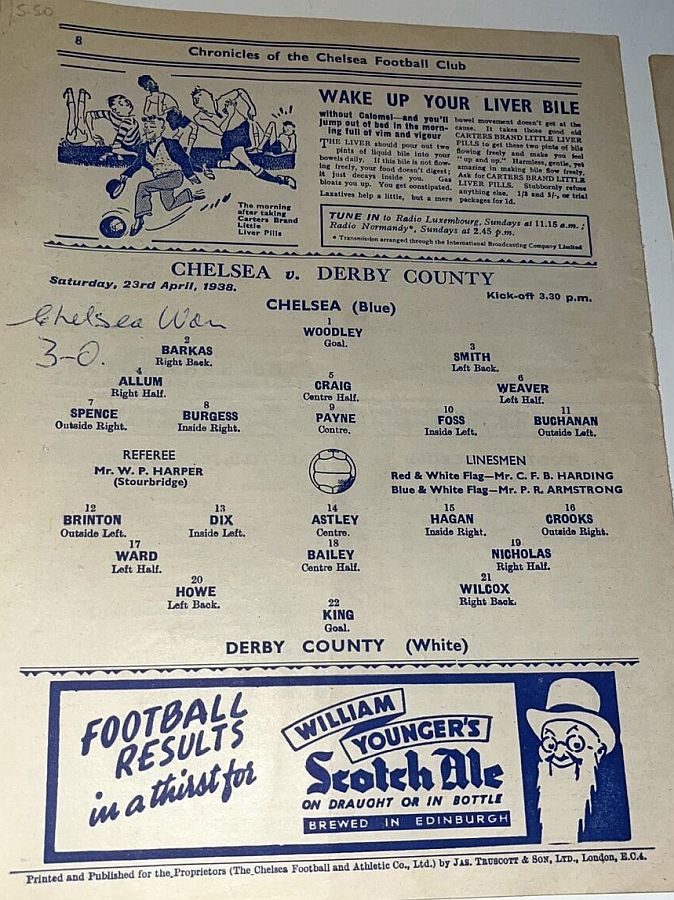 15.50
8
Chronicles of the Chelsea Football Club
The morning
after taking
Carters Brand
Little
Liver Pills
WAKE UP YOUR LIVER BILE
without Calomel—and you'll
jump out of bed in the morn-
ing full of vim and vigour
THE LIVER should pour out two
pints of liquid bile into your
bowels daily. If this bile is not flow-
ing freely, your food doesn't digest;
it just decays inside you. Gas
bloats you up. You get constipated.
Laxatives help a little, but a mere
bowel movement doesn't get at the
cause. It takes those good old
CARTERS BRAND LITTLE LIVER
PILLS to get these two pints of bile
flowing freely and make you feel
"up and up." Harmless, gentle, yet
amazing in making bile flow freely.
Ask for CARTERS BRAND LITTLE
LIVER PILLS. Stubbornly refuse
anything else. 1/3 and 3/-, or trial
packages for 1d.
TUNE IN to Radio Luxembourg, Sundays at 11.15 a.m.;
Radio Normandy*, Sundays at 2.45 p.m.
* Transmission arranged through the International Broadcasting Company Limited
CHELSEA v. DERBY COUNTY
Saturday, 23rd April, 1938.
Kick-off 3.30 p.m.
CHELSEA (Blue)
Chelsea Won
3-0.
1
WOODLEY
Goal.
2
BARKAS
Right Back.
3
SMITH
Left Back.
4
ALLUM
Right Half.
5
CRAIG
Centre Half.
6
WEAVER
Left Half.
7
SPENCE
Outside Right.
8
BURGESS
Inside Right.
9
PAYNE
Centre.
10
FOSS
Inside Left.
11
BUCHANAN
Outside Left.
REFEREE
Mr. W. P. HARPER
(Stourbridge)
LINESMEN
Red & White Flag—Mr. C. F. B. HARDING
Blue & White Flag—Mr. P. R. ARMSTRONG
12
BRINTON
Outside Left.
13
DIX
Inside Left.
14
ASTLEY
Centre.
15
HAGAN
Inside Right.
16
CROOKS
Outside Right.
17
WARD
Left Half.
18
BAILEY
Centre Half.
19
NICHOLAS
Right Half.
20
HOWE
Left Back.
21
WILCOX
Right Back.
22
KING
Goal.
DERBY COUNTY (White)
FOOTBALL
RESULTS
in a thirst for
WILLIAM
YOUNGER'S
Scotch Ale
ON DRAUGHT OR IN BOTTLE
BREWED IN EDINBURGH
Printed and Published for the Proprietors (The Chelsea Football and Athletic Co., Ltd.) by JAS. TRUSCOTT & SON, LTD., London, E.C.4.